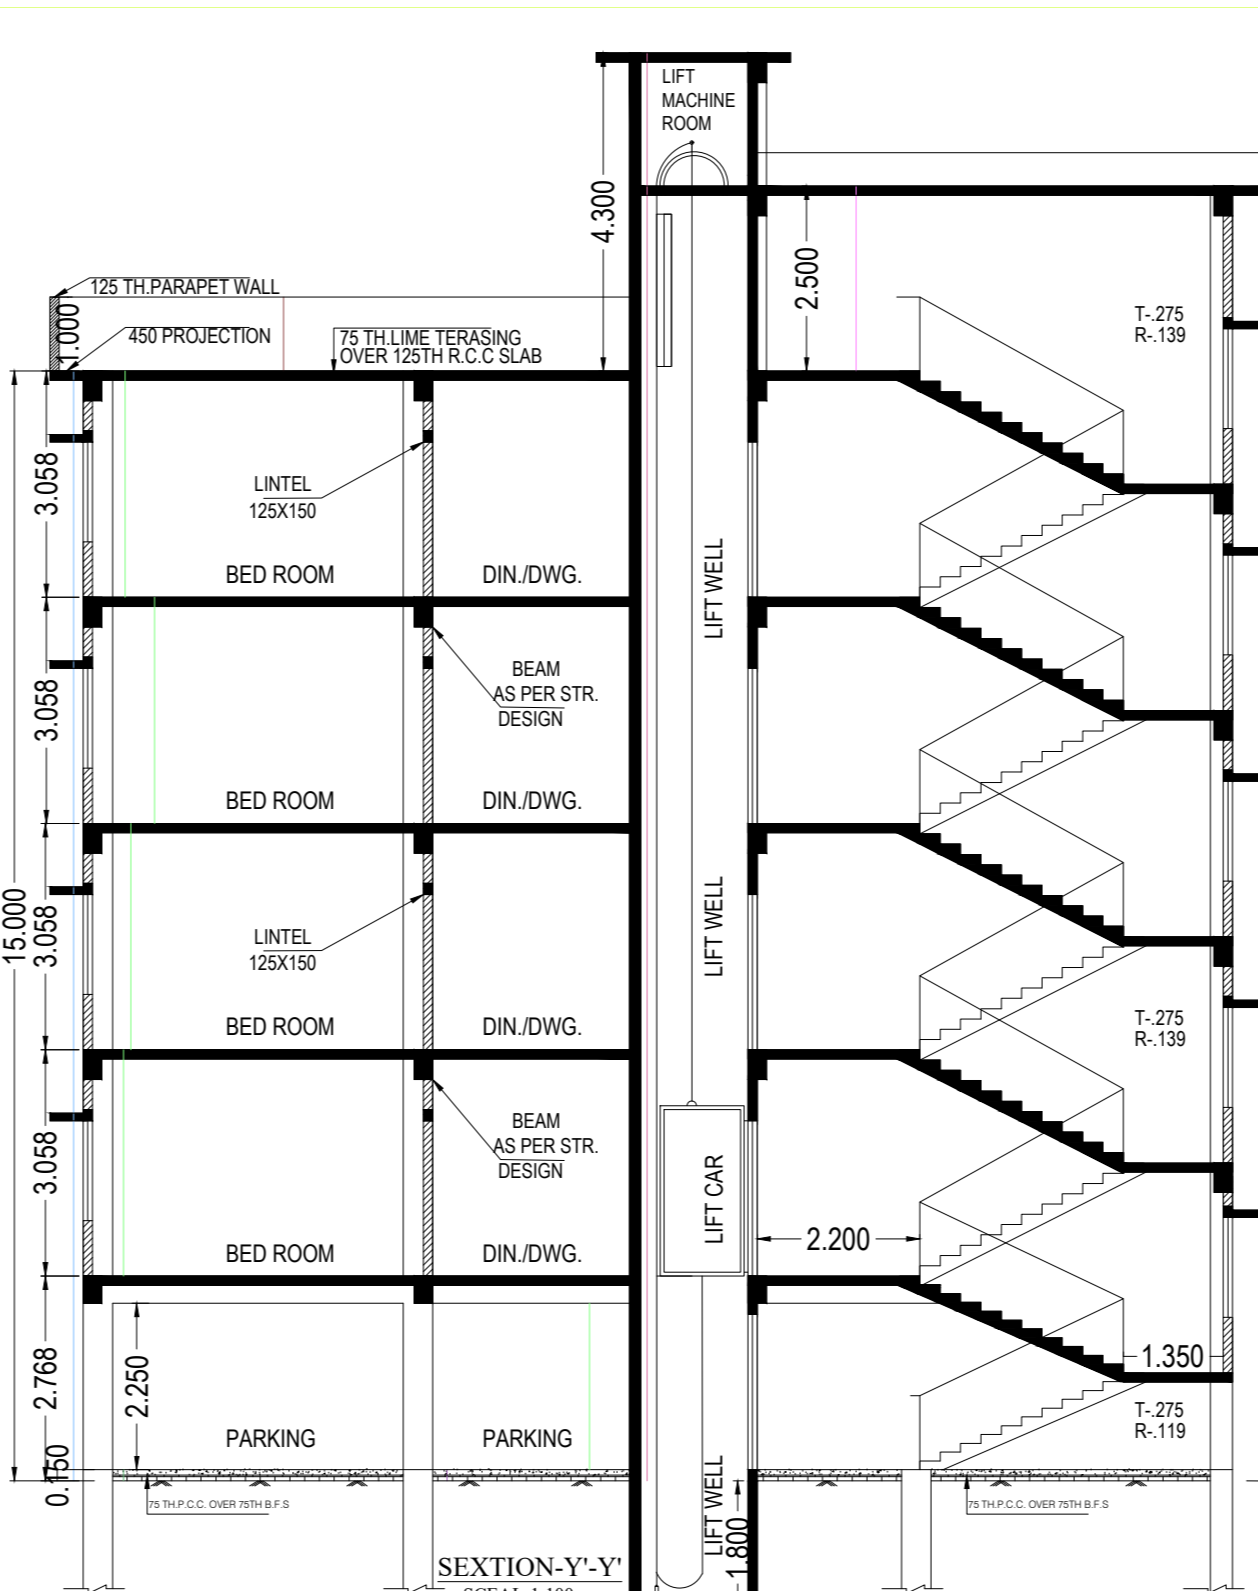 LIFT
MACHINE
ROOM
4.300
2.500
125 TH.PARAPET WALL
1.000
450 PROJECTION
75 TH.LIME TERASING
OVER 125TH R.C.C SLAB
T-.275
R-.139
3.058
LINTEL
125X150
BED ROOM
DIN./DWG.
LIFT WELL
3.058
BEAM
AS PER STR.
DESIGN
BED ROOM
DIN./DWG.
15.000
3.058
LINTEL
125X150
BED ROOM
DIN./DWG.
LIFT WELL
T-.275
R-.139
3.058
BEAM
AS PER STR.
DESIGN
BED ROOM
DIN./DWG.
LIFT CAR
2.200
2.768
2.250
PARKING
PARKING
1.350
T-.275
R-.119
0.150
75 TH.P.C.C. OVER 75TH B.F.S
LIFT WELL
1.800
75 TH.P.C.C. OVER 75TH B.F.S
SEXTION-Y'-Y'
SCEAL 1:100